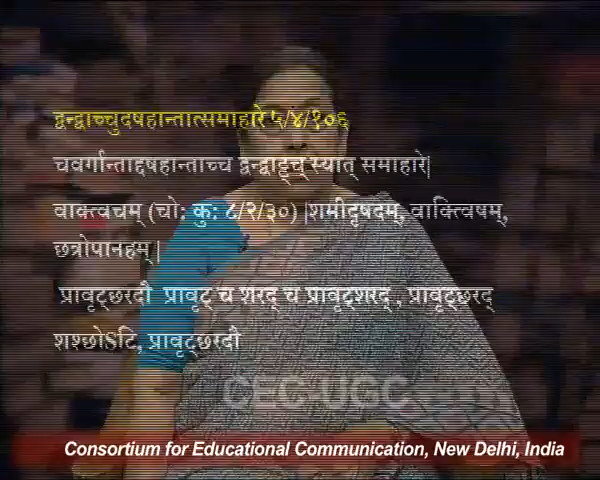 द्वन्द्वाच्चुदषहान्तात्समाहारे ५/४/१०६
चवर्गान्ताद्दषहान्ताच्च द्वन्द्वाट्टच् स्यात् समाहारे|
वाक्त्वचम् (चो: कु: ८/२/३०) |शमीदृषदम्, वाक्त्विषम्,
छत्रोपानहम् |
प्रावृट्छरदौ प्रावृट् च शरद् च प्रावृट्शरद् , प्रावृट्छरद्
शश्छोSटि, प्रावृट्छरदौ
CEC-UGC
Consortium for Educational Communication, New Delhi, India